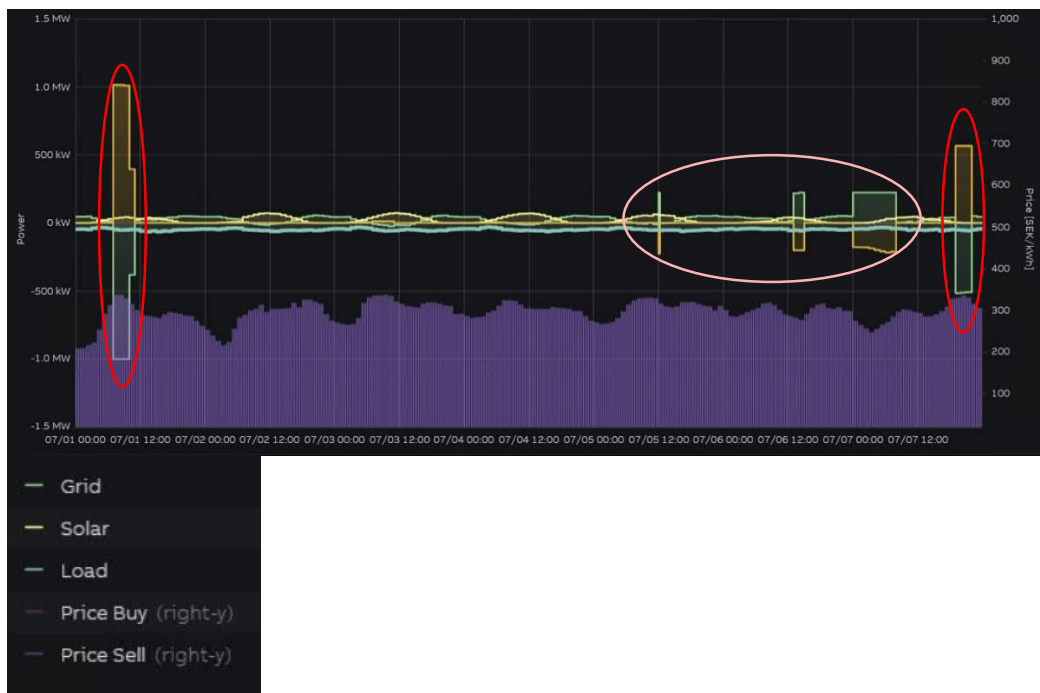 1.5 MW
1.0 MW
500 kW
0 kW
-500 kW
-1.0 MW
-1.5 MW
Power
1,000
900
800
700
600
500
400
300
200
100
Price [SEK/kWh]
07/01 00:00 07/01 12:00 07/02 00:00 07/02 12:00 07/03 00:00 07/03 12:00 07/04 00:00 07/04 12:00 07/05 00:00 07/05 12:00 07/06 00:00 07/06 12:00 07/07 00:00 07/07 12:00
Grid
Solar
Load
Price Buy (right-y)
Price Sell (right-y)